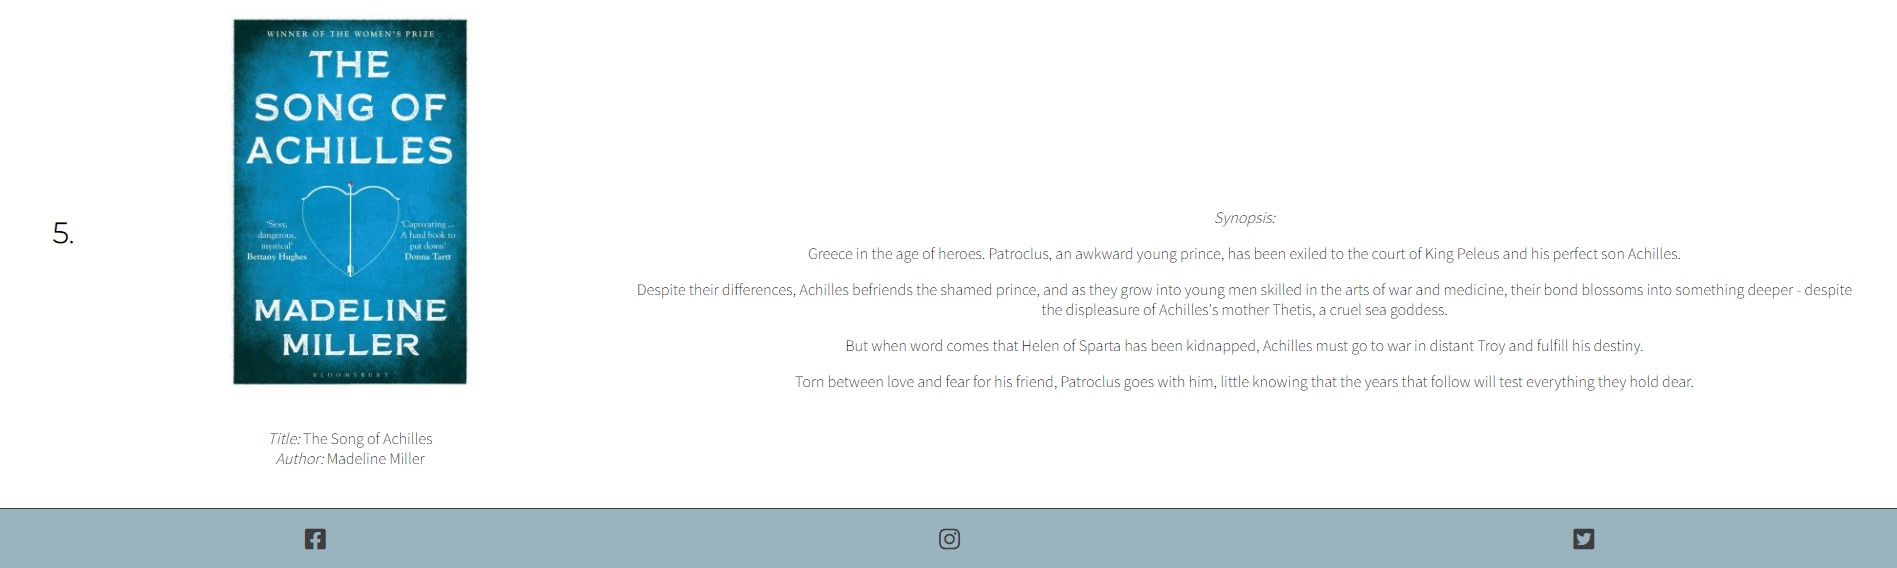 5.
WINNER OF THE WOMEN'S PRIZE
THE
SONG OF
ACHILLES
'Sexy,
dangerous,
mystical'
Bettany Hughes
'Captivating ...
A hard book to
put down'
Donna Tartt
MADELINE
MILLER
BLOOMSBURY
Title: The Song of Achilles
Author: Madeline Miller
Synopsis:
Greece in the age of heroes. Patroclus, an awkward young prince, has been exiled to the court of King Peleus and his perfect son Achilles.
Despite their differences, Achilles befriends the shamed prince, and as they grow into young men skilled in the arts of war and medicine, their bond blossoms into something deeper - despite
the displeasure of Achilles's mother Thetis, a cruel sea goddess.
But when word comes that Helen of Sparta has been kidnapped, Achilles must go to war in distant Troy and fulfill his destiny.
Torn between love and fear for his friend, Patroclus goes with him, little knowing that the years that follow will test everything they hold dear.